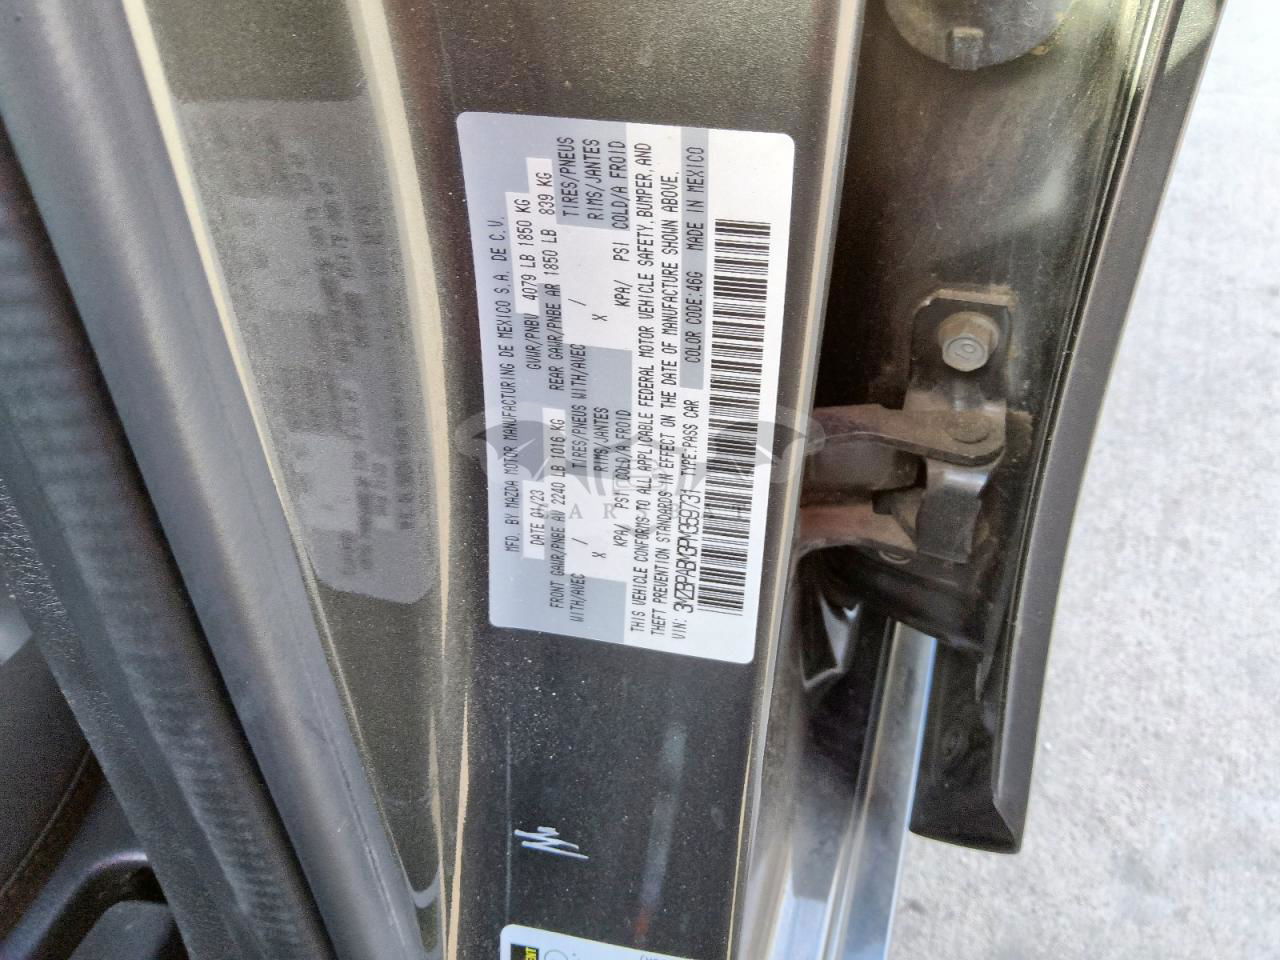 MFD. BY MAZDA MOTOR MANUFACTURING DE MEXICO S.A. DE C.V.
DATE 01/23 GVWR/PNBV 4079 LB 1850 KG
FRONT GAWR/PNBE AV 2240 LB 1016 KG REAR GAWR/PNBE AR 1850 LB 839 KG
WITH/AVEC / TIRES/PNEUS WITH/AVEC / TIRES/PNEUS
X RIMS/JANTES X RIMS/JANTES
KPA/ PSI COLD/A FROID KPA/ PSI COLD/A FROID
THIS VEHICLE CONFORMS TO ALL APPLICABLE FEDERAL MOTOR VEHICLE SAFETY, BUMPER, AND
THEFT PREVENTION STANDARDS IN EFFECT ON THE DATE OF MANUFACTURE SHOWN ABOVE.
VIN: 3MZBPABM3PM359731 TYPE:PASS CAR COLOR CODE:46G MADE IN MEXICO